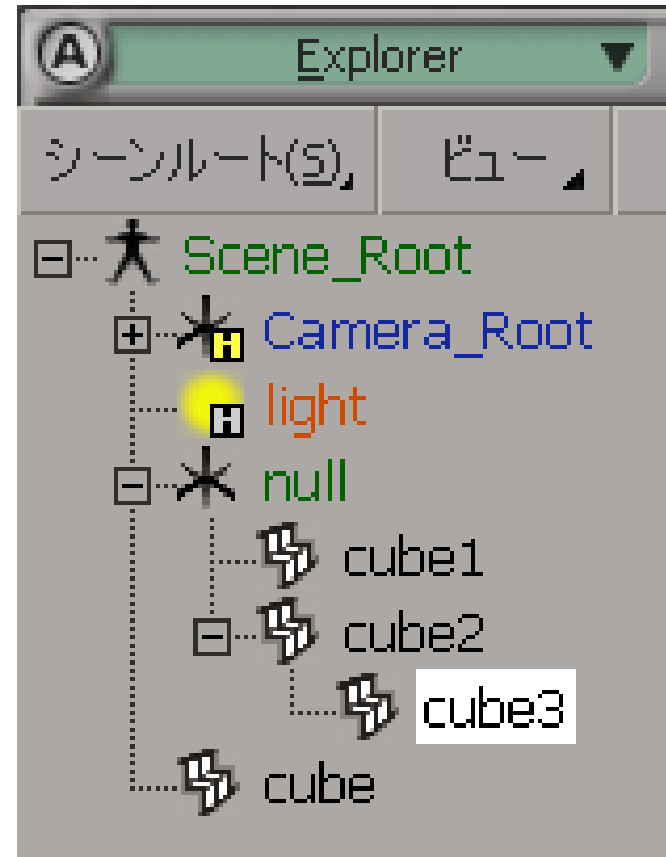 A Explorer
シーンルート(S) ビュー
Scene_Root
H Camera_Root
H light
null
cube1
cube2
cube3
cube